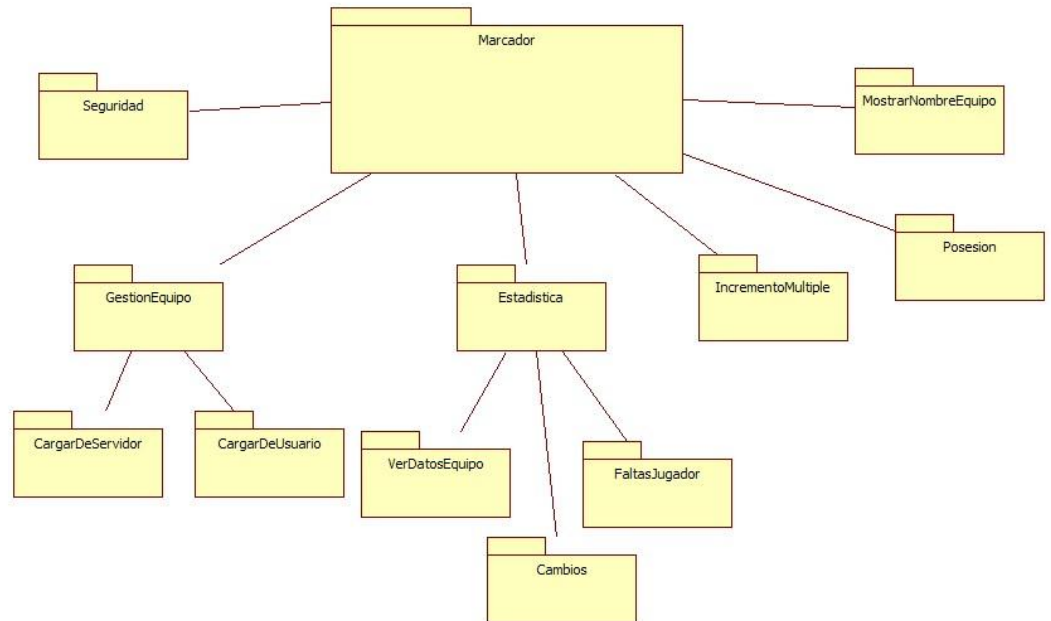 Marcador
Seguridad
MostrarNombreEquipo
Posesion
GestionEquipo
Estadistica
IncrementoMultiple
CargarDeServidor
CargarDeUsuario
VerDatosEquipo
FaltasJugador
Cambios